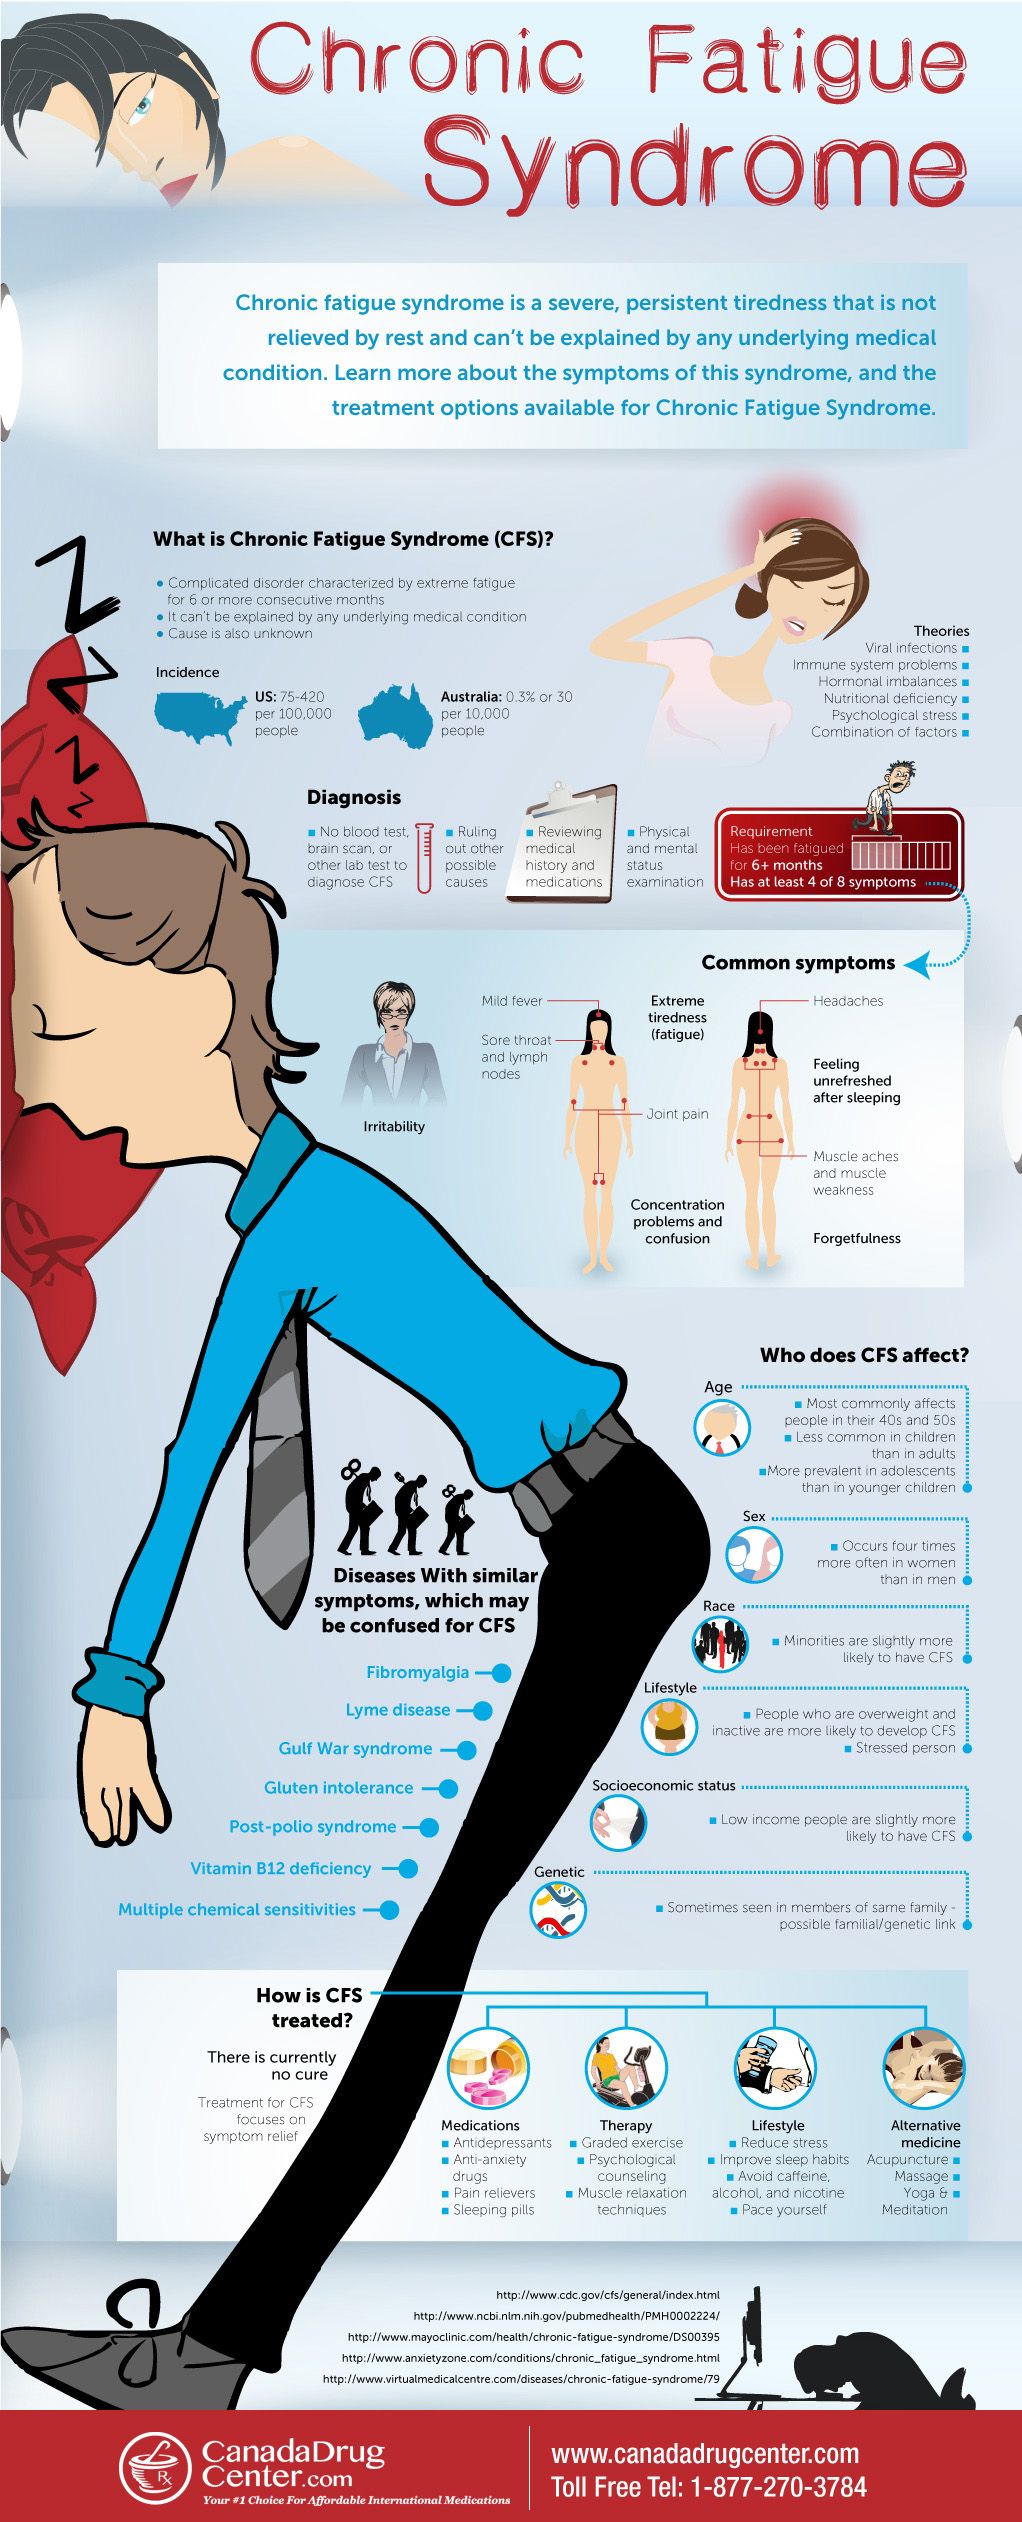 Chronic Fatigue
Syndrome
Chronic fatigue syndrome is a severe, persistent tiredness that is not
relieved by rest and can't be explained by any underlying medical
condition. Learn more about the symptoms of this syndrome, and the
treatment options available for Chronic Fatigue Syndrome.
What is Chronic Fatigue Syndrome (CFS)?
Complicated disorder characterized by extreme fatigue
for 6 or more consecutive months
It can't be explained by any underlying medical condition
Cause is also unknown
Incidence
US: 75-420
per 100,000
people
Australia: 0.3% or 30
per 10,000
people
Theories
Viral infections
Immune system problems
Hormonal imbalances
Nutritional deficiency
Psychological stress
Combination of factors
Z
Z
Z
Z
Diagnosis
No blood test,
brain scan, or
other lab test to
diagnose CFS
Ruling
out other
possible
causes
Reviewing
medical
history and
medications
Physical
and mental
status
examination
Requirement
Has been fatigued
for 6+ months
Has at least 4 of 8 symptoms
Common symptoms
Irritability
Mild fever
Sore throat
and lymph
nodes
Extreme
tiredness
(fatigue)
Joint pain
Concentration
problems and
confusion
Headaches
Feeling
unrefreshed
after sleeping
Muscle aches
and muscle
weakness
Forgetfulness
Who does CFS affect?
Age
Most commonly affects
people in their 40s and 50s
Less common in children
than in adults
More prevalent in adolescents
than in younger children
Sex
Occurs four times
more often in women
than in men
Race
Minorities are slightly more
likely to have CFS
Lifestyle
People who are overweight and
inactive are more likely to develop CFS
Stressed person
Socioeconomic status
Low income people are slightly more
likely to have CFS
Genetic
Sometimes seen in members of same family -
possible familial/genetic link
Diseases With similar
symptoms, which may
be confused for CFS
Fibromyalgia
Lyme disease
Gulf War syndrome
Gluten intolerance
Post-polio syndrome
Vitamin B12 deficiency
Multiple chemical sensitivities
How is CFS
treated?
There is currently
no cure
Treatment for CFS
focuses on
symptom relief
Medications
Antidepressants
Anti-anxiety
drugs
Pain relievers
Sleeping pills
Therapy
Graded exercise
Psychological
counseling
Muscle relaxation
techniques
Lifestyle
Reduce stress
Improve sleep habits
Avoid caffeine,
alcohol, and nicotine
Pace yourself
Alternative
medicine
Acupuncture
Massage
Yoga &
Meditation
http://www.cdc.gov/cfs/general/index.html
http://www.ncbi.nlm.nih.gov/pubmedhealth/PMH0002224/
http://www.mayoclinic.com/health/chronic-fatigue-syndrome/DS00395
http://www.anxietyzone.com/conditions/chronic_fatigue_syndrome.html
http://www.virtualmedicalcentre.com/diseases/chronic-fatigue-syndrome/79
Rx
CanadaDrug
Center.com
Your #1 Choice For Affordable International Medications
www.canadadrugcenter.com
Toll Free Tel: 1-877-270-3784